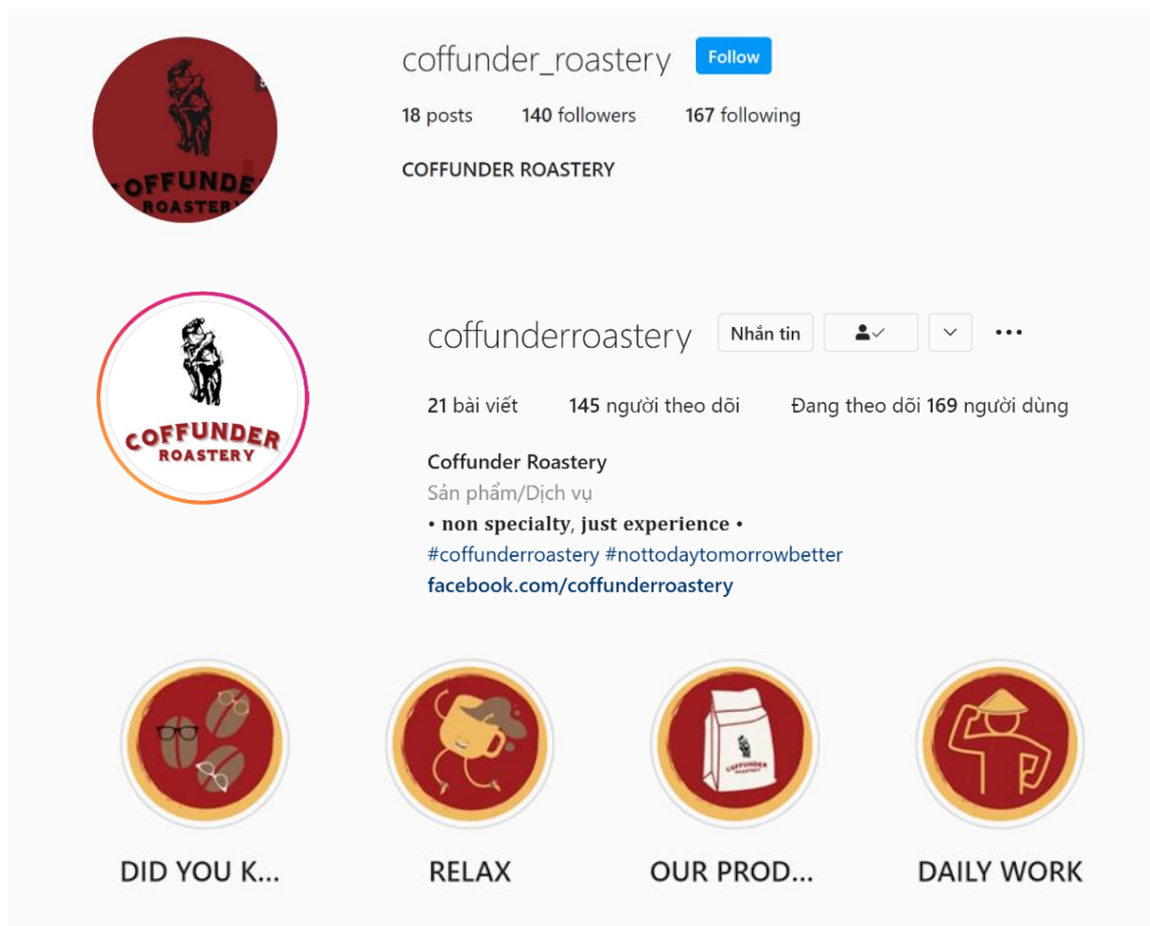 coffunder_roastery Follow
18 posts 140 followers 167 following
COFFUNDER ROASTERY
OFFUNDE
ROASTER
coffunderroastery Nhắn tin
21 bài viết 145 người theo dõi Đang theo dõi 169 người dùng
COFFUNDER
ROASTERY
Coffunder Roastery
Sản phẩm/Dịch vụ
• non specialty, just experience •
#coffunderroastery #nottodaytomorrowbetter
facebook.com/coffunderroastery
COFFUNDER
ROASTERY
DID YOU K... RELAX OUR PROD... DAILY WORK